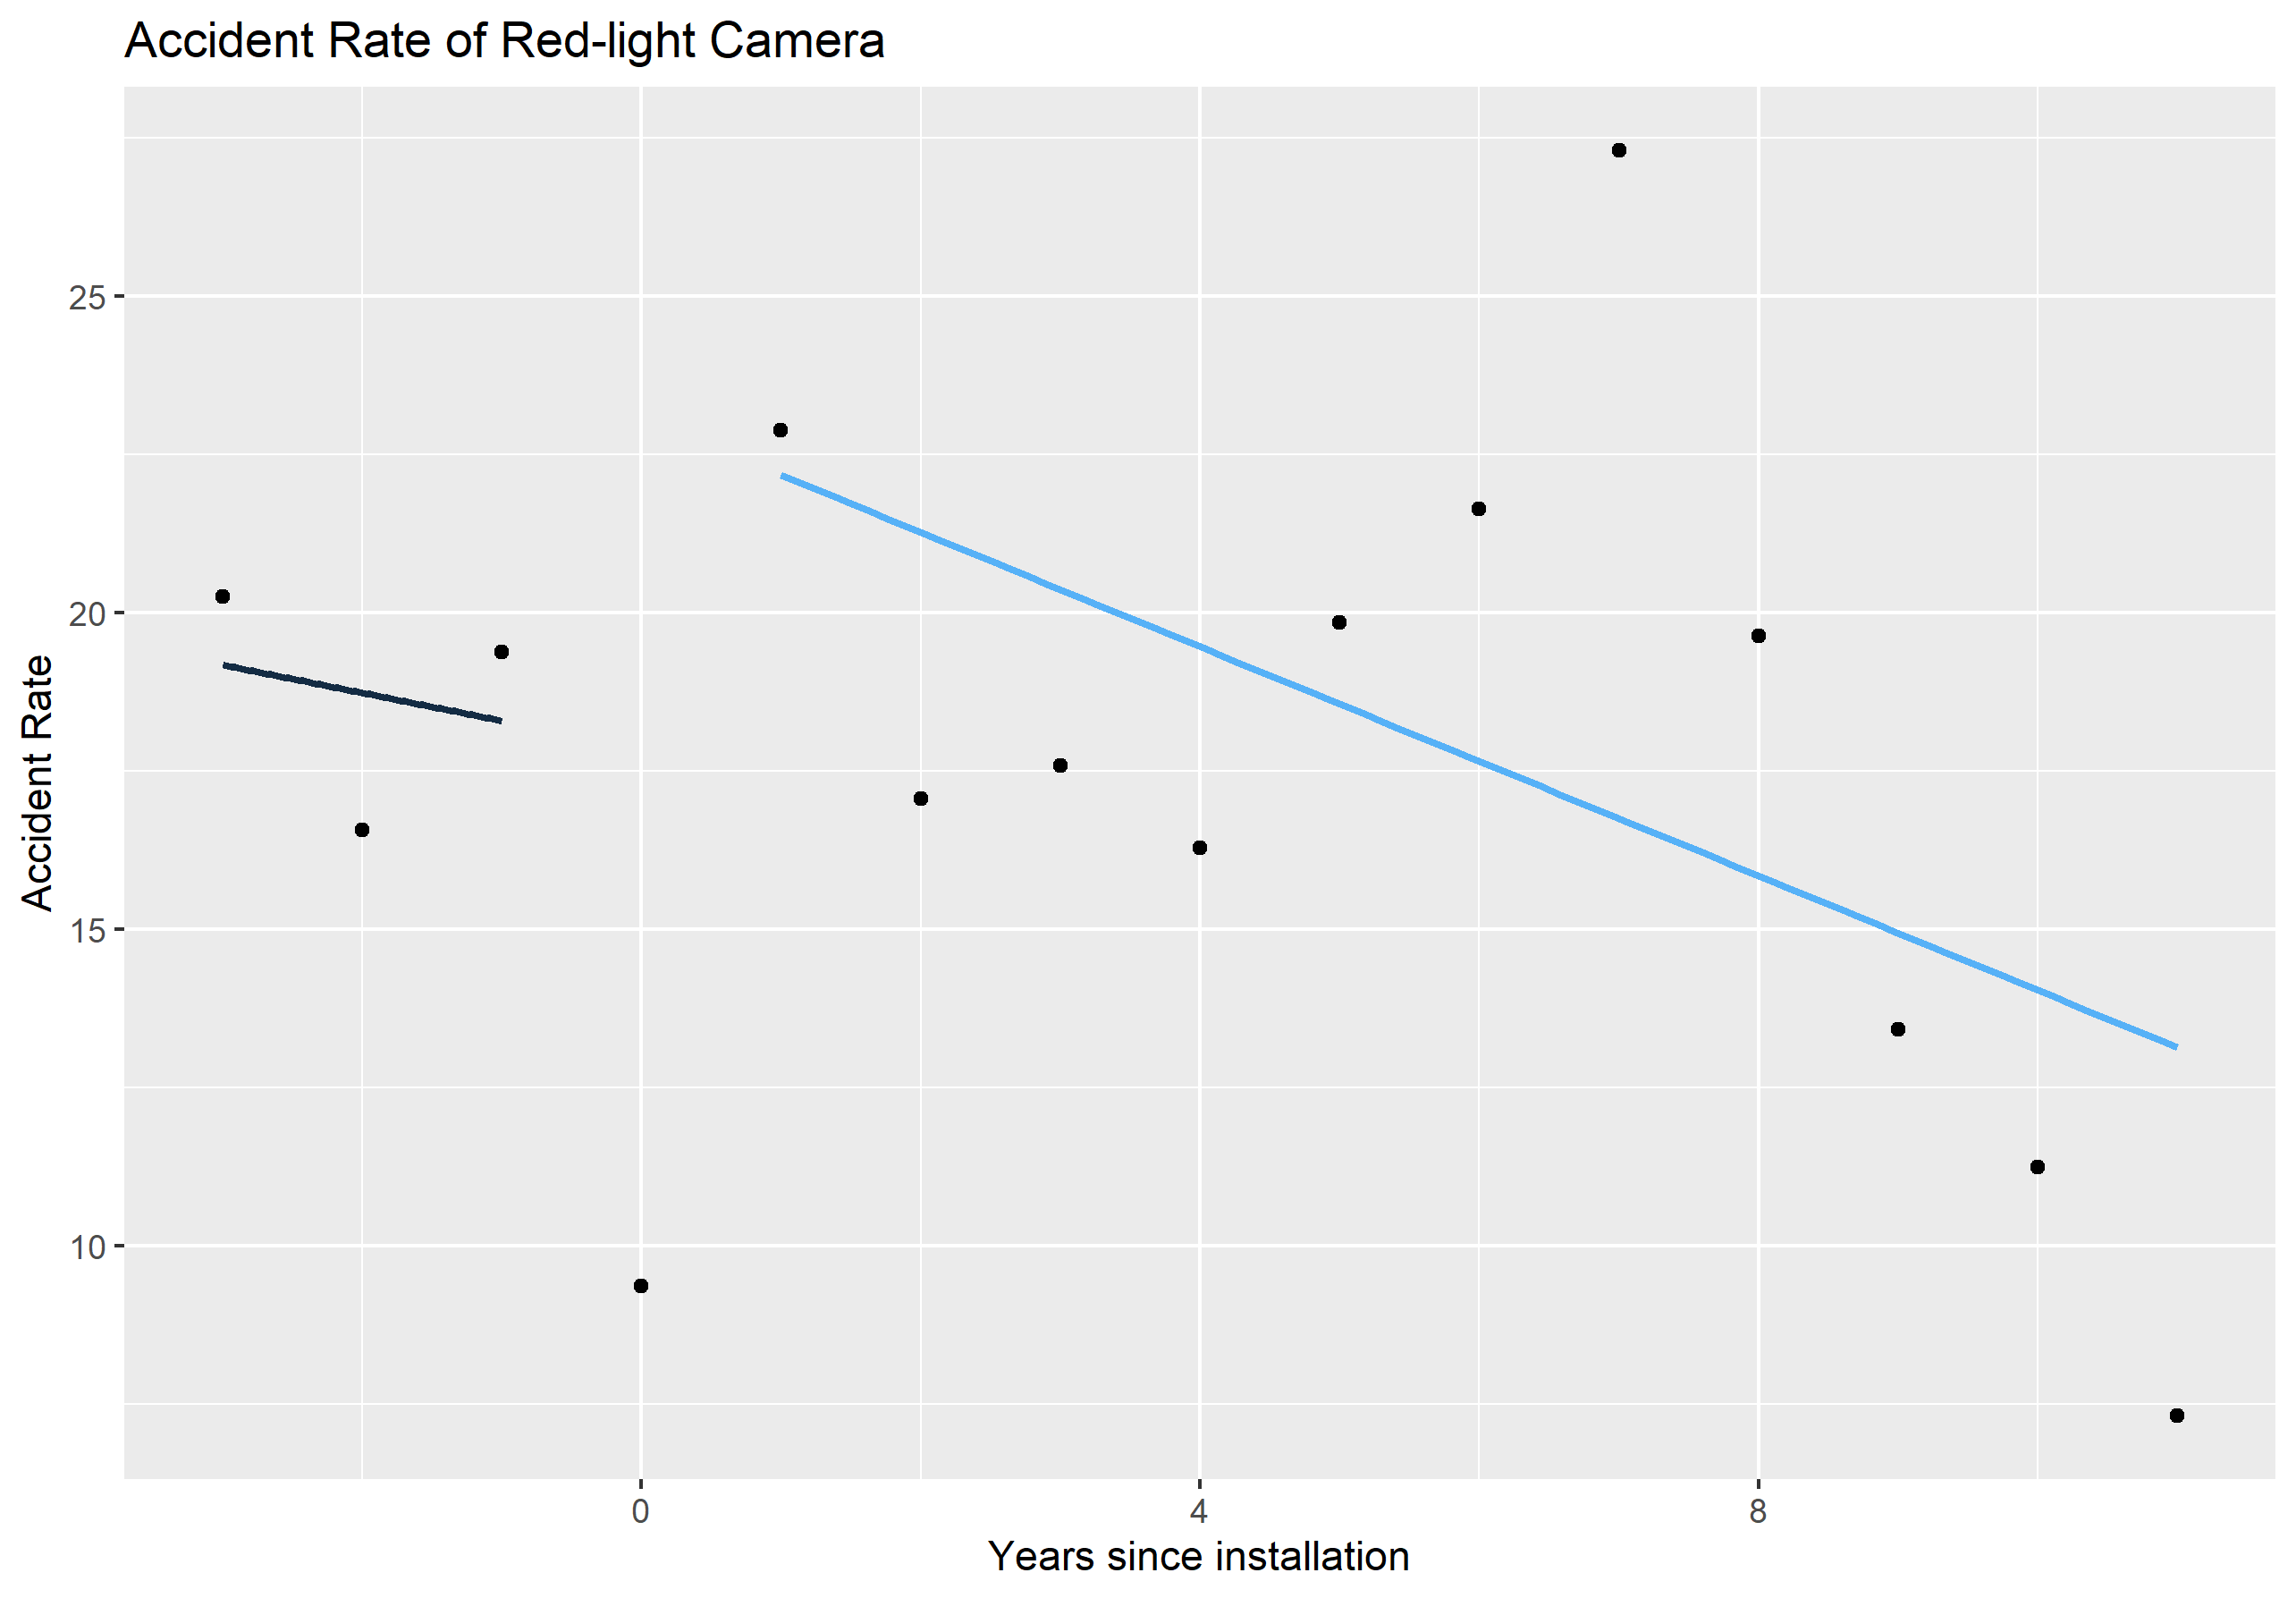 Accident Rate of Red-light Camera
25
20
15
10
Accident Rate
0 4 8
Years since installation